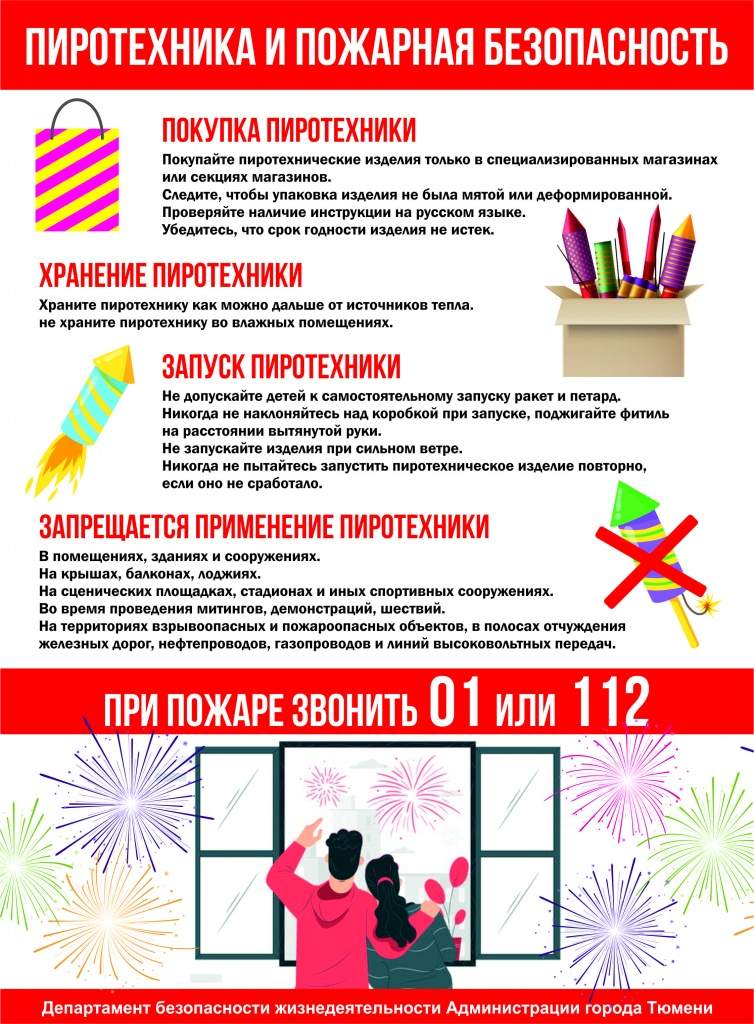 ПИРОТЕХНИКА И ПОЖАРНАЯ БЕЗОПАСНОСТЬ
ПОКУПКА ПИРОТЕХНИКИ
Покупайте пиротехнические изделия только в специализированных магазинах
или секциях магазинов.
Следите, чтобы упаковка изделия не была мятой или деформированной.
Проверяйте наличие инструкции на русском языке.
Убедитесь, что срок годности изделия не истек.
ХРАНЕНИЕ ПИРОТЕХНИКИ
Храните пиротехнику как можно дальше от источников тепла.
не храните пиротехнику во влажных помещениях.
ЗАПУСК ПИРОТЕХНИКИ
Не допускайте детей к самостоятельному запуску ракет и петард.
Никогда не наклоняйтесь над коробкой при запуске, поджигайте фитиль
на расстоянии вытянутой руки.
Не запускайте изделия при сильном ветре.
Никогда не пытайтесь запустить пиротехническое изделие повторно,
если оно не сработало.
ЗАПРЕЩАЕТСЯ ПРИМЕНЕНИЕ ПИРОТЕХНИКИ
В помещениях, зданиях и сооружениях.
На крышах, балконах, лоджиях.
На сценических площадках, стадионах и иных спортивных сооружениях.
Во время проведения митингов, демонстраций, шествий.
На территориях взрывоопасных и пожароопасных объектов, в полосах отчуждения
железных дорог, нефтепроводов, газопроводов и линий высоковольтных передач.
ПРИ ПОЖАРЕ ЗВОНИТЬ 01 ИЛИ 112
Департамент безопасности жизнедеятельности Администрации города Тюмени